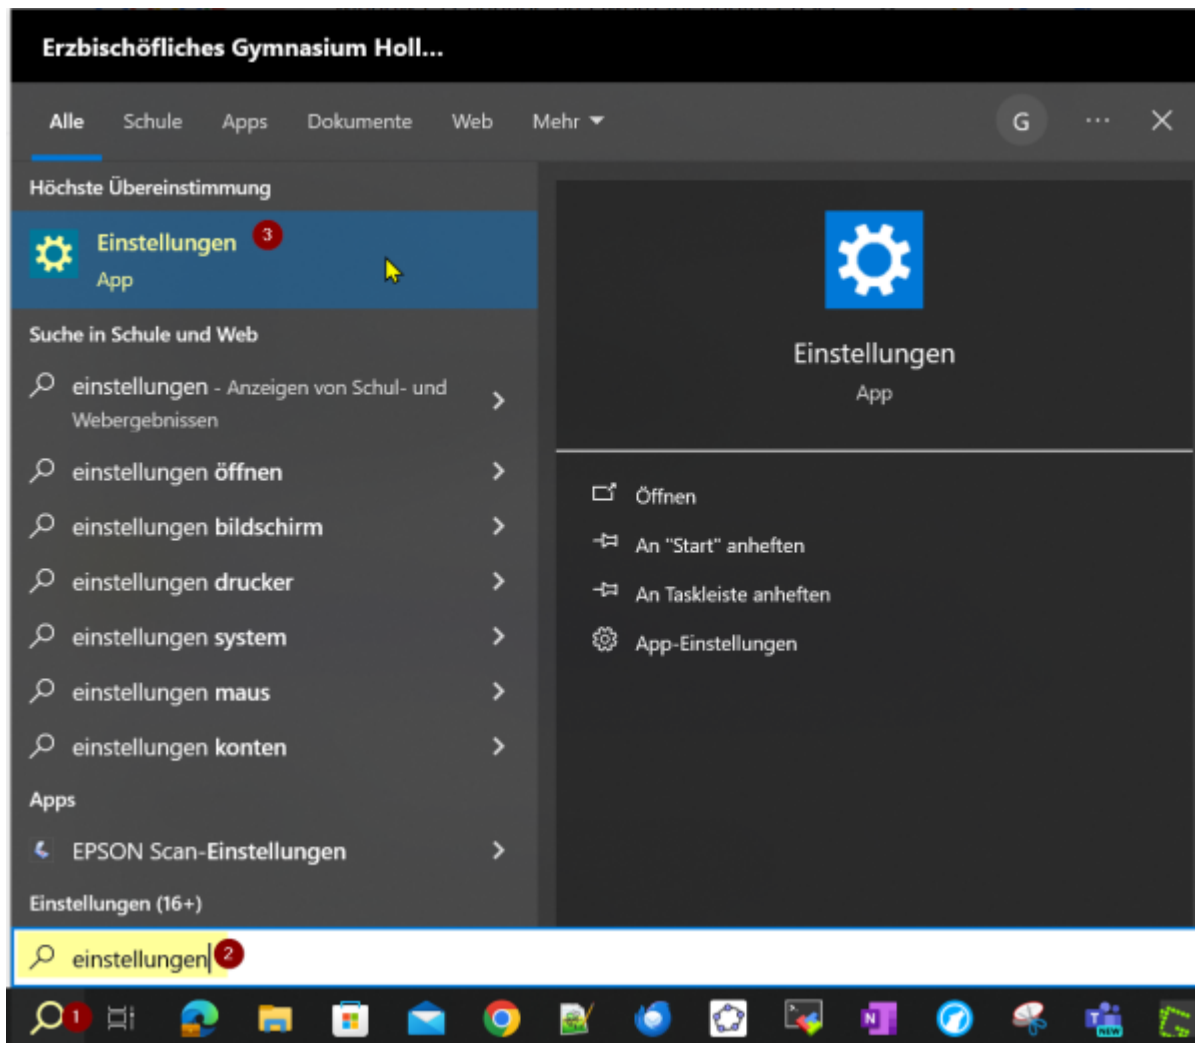 Erzbischöfliches Gymnasium Holl...
Alle Schule Apps Dokumente Web Mehr G ...
Höchste Übereinstimmung
Einstellungen 3
App
Suche in Schule und Web
einstellungen - Anzeigen von Schul- und
Webergebnissen
einstellungen öffnen
einstellungen bildschirm
einstellungen drucker
einstellungen system
einstellungen maus
einstellungen konten
Apps
EPSON Scan-Einstellungen
Einstellungen (16+)
einstellungen 2
Einstellungen
App
Öffnen
An "Start" anheften
An Taskleiste anheften
App-Einstellungen
1 N T NEW